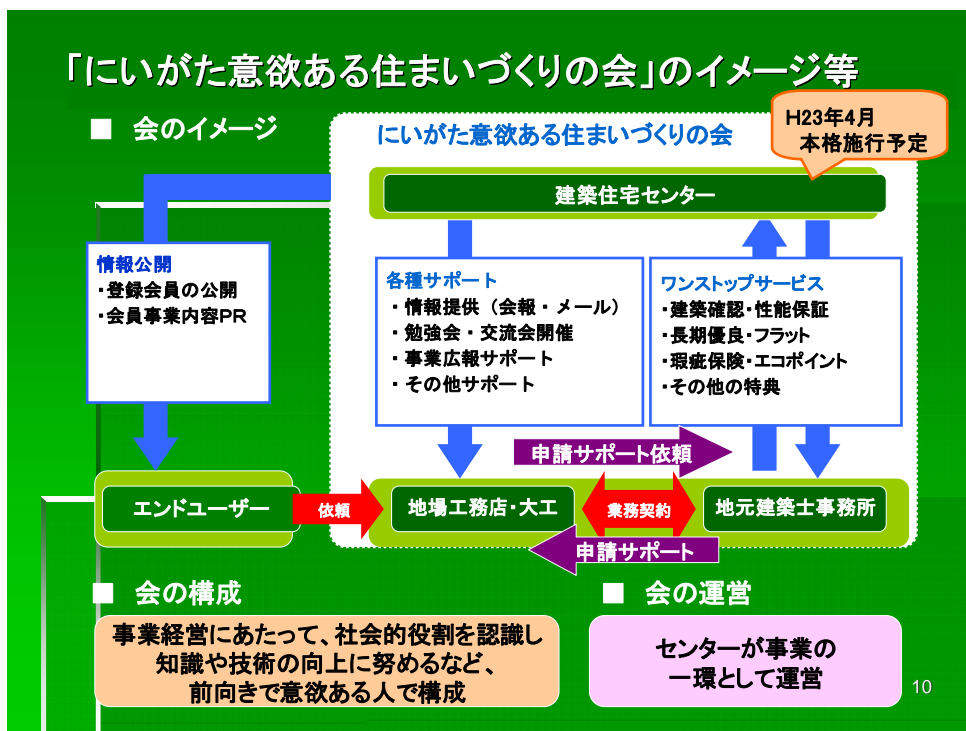 「にいがた意欲ある住まいづくりの会」のイメージ等
■ 会のイメージ
にいがた意欲ある住まいづくりの会
H23年4月
本格施行予定
建築住宅センター
情報公開
・登録会員の公開
・会員事業内容PR
各種サポート
・情報提供（会報・メール）
・勉強会・交流会開催
・事業広報サポート
・その他サポート
ワンストップサービス
・建築確認・性能保証
・長期優良・フラット
・瑕疵保険・エコポイント
・その他の特典
申請サポート依頼
エンドユーザー
依頼
地場工務店・大工
業務契約
地元建築士事務所
申請サポート
■ 会の構成
事業経営にあたって、社会的役割を認識し
知識や技術の向上に努めるなど、
前向きで意欲ある人で構成
■ 会の運営
センターが事業の
一環として運営
10